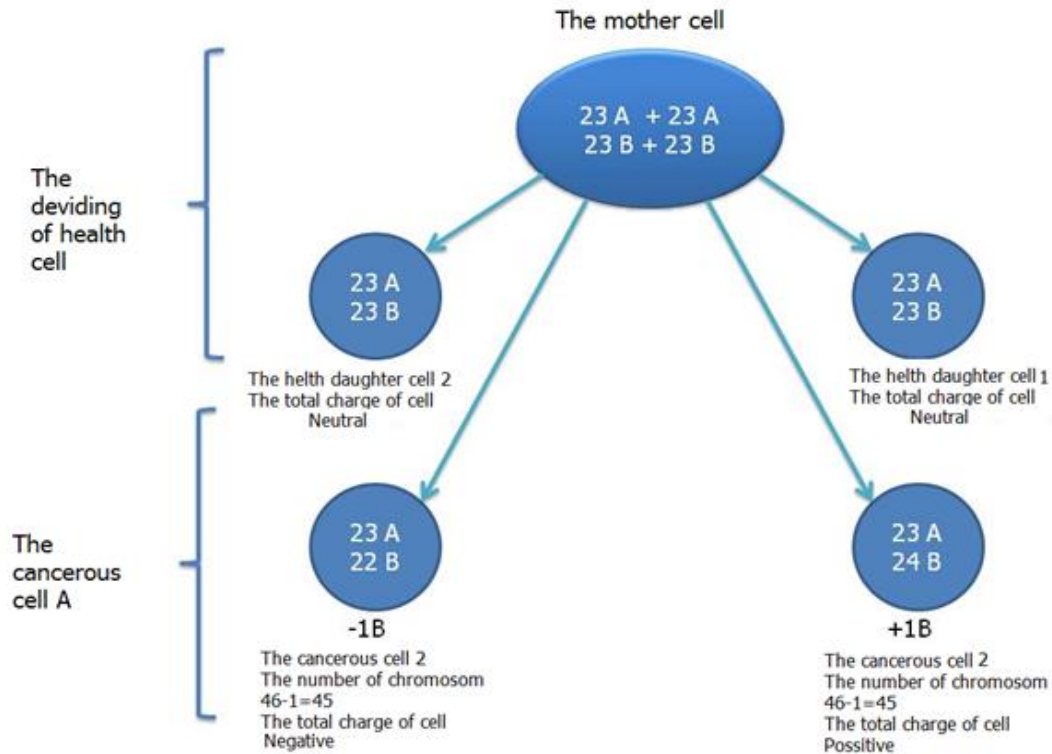 The mother cell
23 A + 23 A
23 B + 23 B
The
deviding
of health
cell
23 A
23 B
The helth daughter cell 2
The total charge of cell
Neutral
23 A
23 B
The helth daughter cell 1
The total charge of cell
Neutral
The
cancerous
cell A
23 A
22 B
-1B
The cancerous cell 2
The number of chromosom
46-1=45
The total charge of cell
Negative
23 A
24 B
+1B
The cancerous cell 2
The number of chromosom
46-1=45
The total charge of cell
Possitive